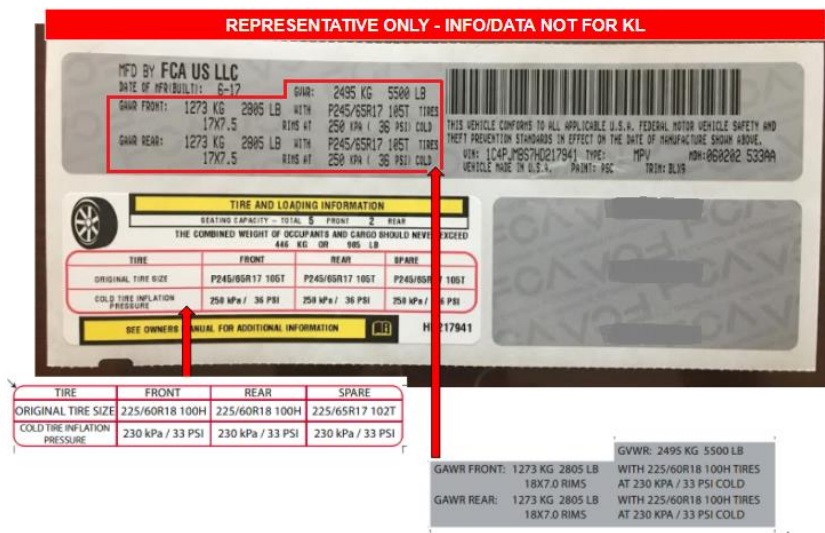 REPRESENTATIVE ONLY - INFO/DATA NOT FOR KL
MFD BY FCA US LLC
DATE OF MFR(BUILT): 6-17 GVWR: 2495 KG 5500 LB
GAWR FRONT: 1273 KG 2805 LB WITH P245/65R17 105T TIRES
17X7.5 RIMS AT 250 KPA ( 36 PSI) COLD
GAWR REAR: 1273 KG 2805 LB WITH P245/65R17 105T TIRES
17X7.5 RIMS AT 250 KPA ( 36 PSI) COLD
THIS VEHICLE CONFORMS TO ALL APPLICABLE U.S.A. FEDERAL MOTOR VEHICLE SAFETY AND
THEFT PREVENTION STANDARDS IN EFFECT ON THE DATE OF MANUFACTURE SHOWN ABOVE.
VIN: 1C4PJMBS7HD217941 TYPE: MPV MDH:060202 533AA
VEHICLE MADE IN U.S.A. PAINT: PSC TRIM: BLX9
TIRE AND LOADING INFORMATION
SEATING CAPACITY - TOTAL 5 FRONT 2 REAR
THE COMBINED WEIGHT OF OCCUPANTS AND CARGO SHOULD NEVER EXCEED
446 KG OR 985 LB
TIRE FRONT REAR SPARE
ORIGINAL TIRE SIZE P245/65R17 105T P245/65R17 105T P245/65R17 105T
COLD TIRE INFLATION PRESSURE 250 kPa / 36 PSI 250 kPa / 36 PSI 250 kPa / 36 PSI
SEE OWNERS MANUAL FOR ADDITIONAL INFORMATION 217941
TIRE FRONT REAR SPARE
ORIGINAL TIRE SIZE 225/60R18 100H 225/60R18 100H 225/65R17 102T
COLD TIRE INFLATION PRESSURE 230 kPa / 33 PSI 230 kPa / 33 PSI 230 kPa / 33 PSI
GVWR: 2495 KG 5500 LB
GAWR FRONT: 1273 KG 2805 LB WITH 225/60R18 100H TIRES
18X7.0 RIMS AT 230 KPA / 33 PSI COLD
GAWR REAR: 1273 KG 2805 LB WITH 225/60R18 100H TIRES
18X7.0 RIMS AT 230 KPA / 33 PSI COLD